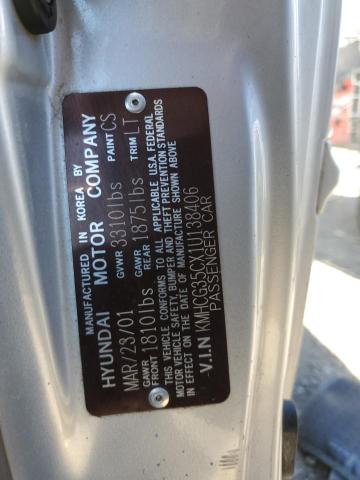 MANUFACTURED IN KOREA BY
HYUNDAI MOTOR COMPANY
MAR/23/01 GVWR 3310lbs PAINT CS
GAWR FRONT 1810lbs GAWR REAR 1875lbs TRIM LT
THIS VEHICLE CONFORMS TO ALL APPLICABLE U.S.A. FEDERAL
MOTOR VEHICLE SAFETY, BUMPER AND THEFT PREVENTION STANDARDS
IN EFFECT ON THE DATE OF MANUFACTURE SHOWN ABOVE
V.I.N KMHCG35CX1U138406
PASSENGER CAR